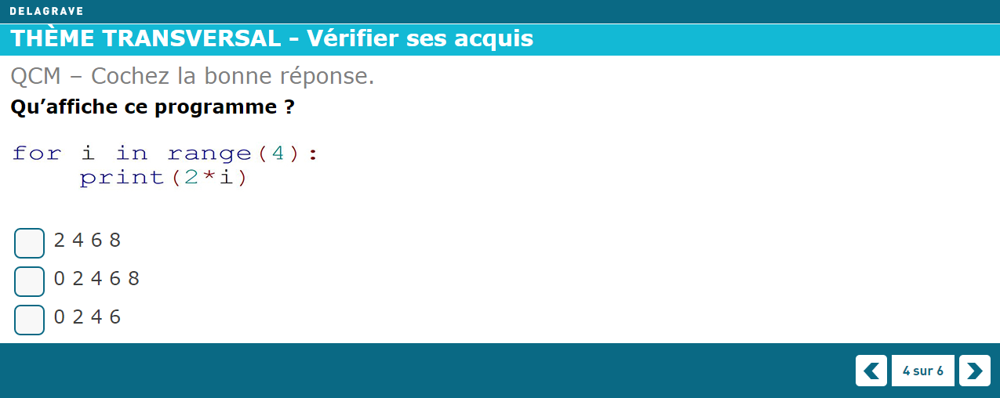 DELAGRAVE
THÈME TRANSVERSAL – Vérifier ses acquis
QCM – Cochez la bonne réponse.
Qu’affiche ce programme ?
for i in range(4):
    print(2*i)
2 4 6 8
0 2 4 6 8
0 2 4 6
4 sur 6